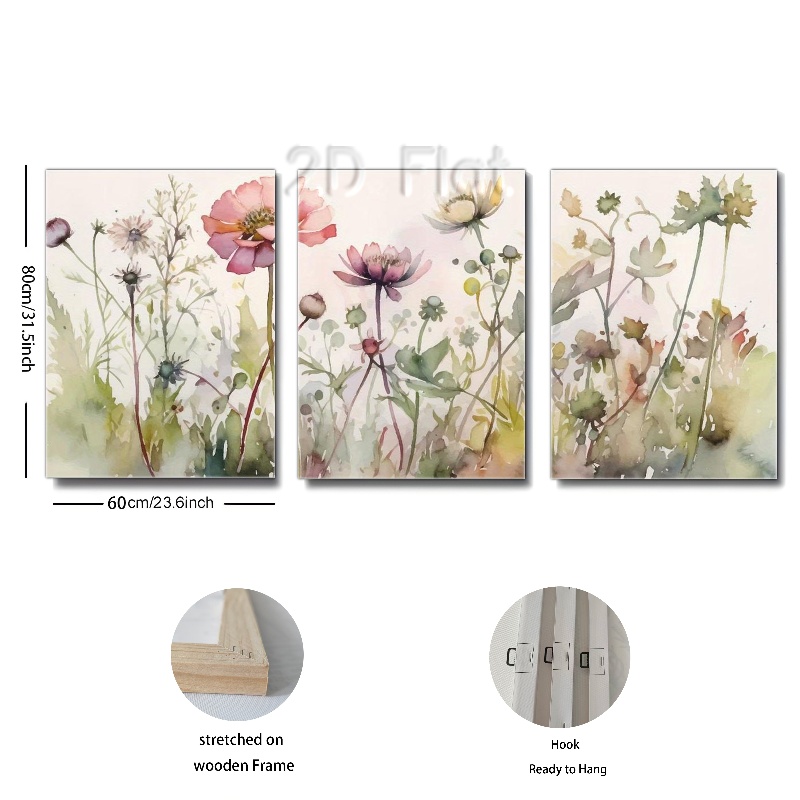 2D Flat.
80cm/31.5inch
60cm/23.6inch
stretched on
wooden Frame
Hook
Ready to Hang